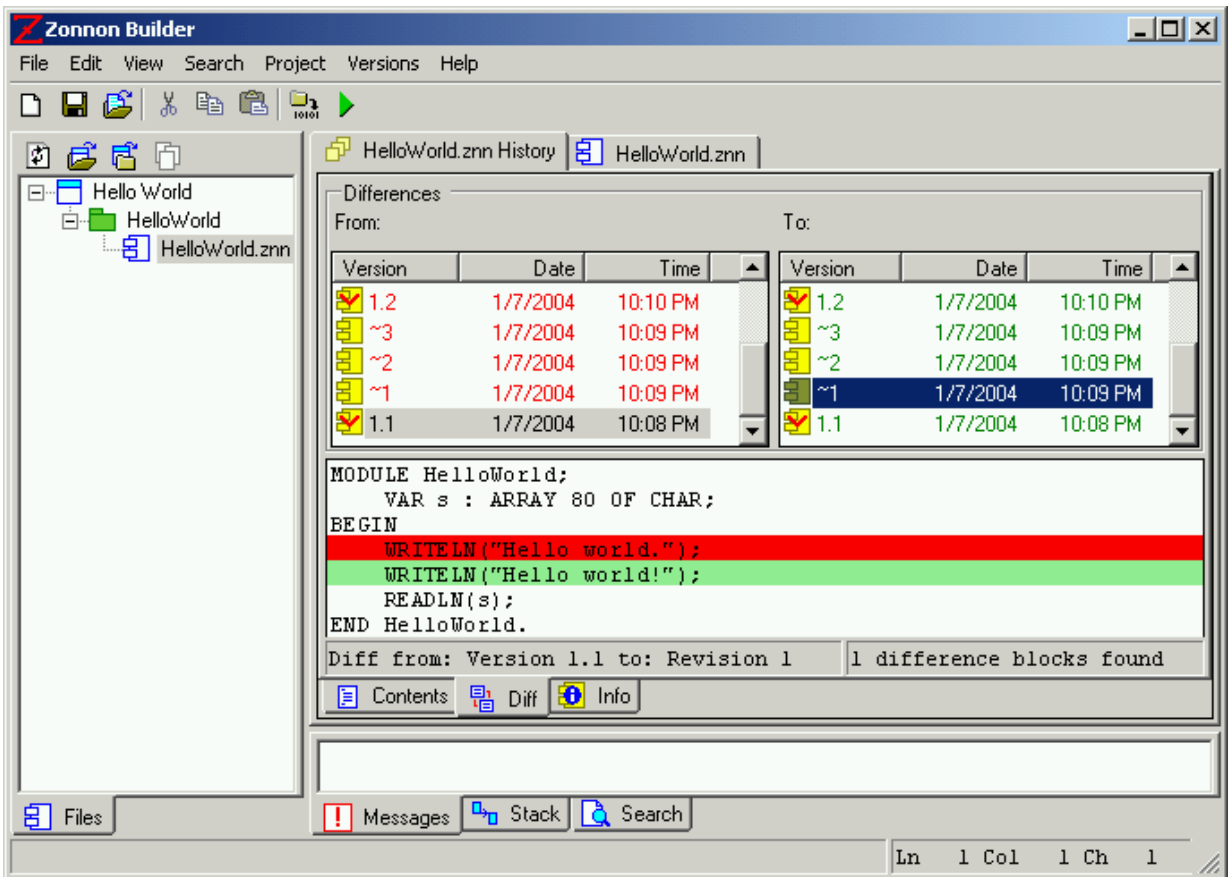 Zonnon Builder
File Edit View Search Project Versions Help
HelloWorld.znn History HelloWorld.znn
Hello World
HelloWorld
HelloWorld.znn
Differences
From: To:
Version Date Time Version Date Time
1.2 1/7/2004 10:10 PM 1.2 1/7/2004 10:10 PM
~3 1/7/2004 10:09 PM ~3 1/7/2004 10:09 PM
~2 1/7/2004 10:09 PM ~2 1/7/2004 10:09 PM
~1 1/7/2004 10:09 PM ~1 1/7/2004 10:09 PM
1.1 1/7/2004 10:08 PM 1.1 1/7/2004 10:08 PM
MODULE HelloWorld;
VAR s : ARRAY 80 OF CHAR;
BEGIN
WRITELN("Hello world.");
WRITELN("Hello world!");
READLN(s);
END HelloWorld.
Diff from: Version 1.1 to: Revision 1 1 difference blocks found
Contents Diff Info
Files
Messages Stack Search
Ln 1 Col 1 Ch 1